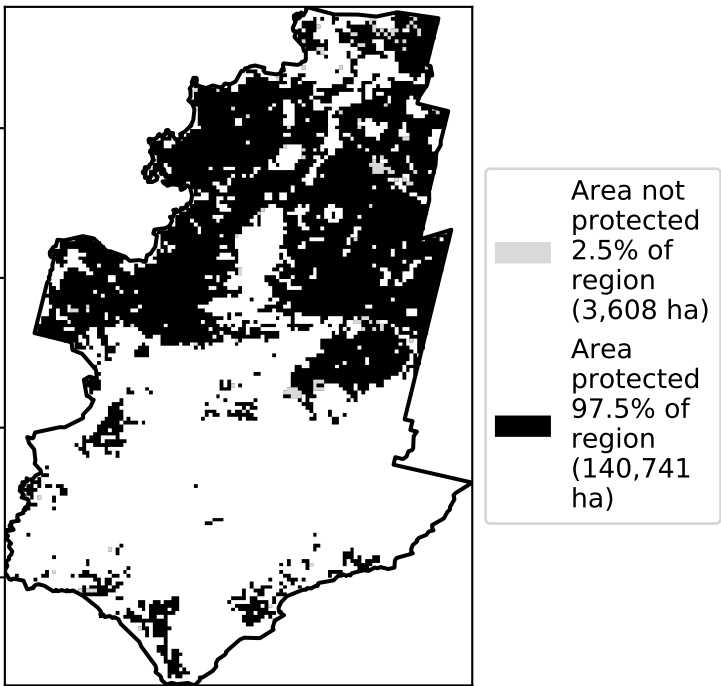 Area not
protected
2.5% of
region
(3,608 ha)
Area
protected
97.5% of
region
(140,741
ha)